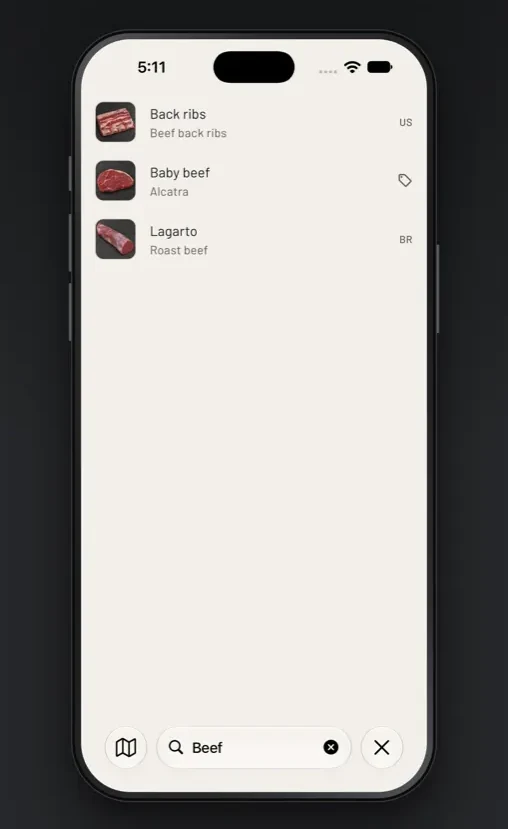 5:11
Back ribs
Beef back ribs
US
Baby beef
Alcatra
Lagarto
Roast beef
BR
Beef